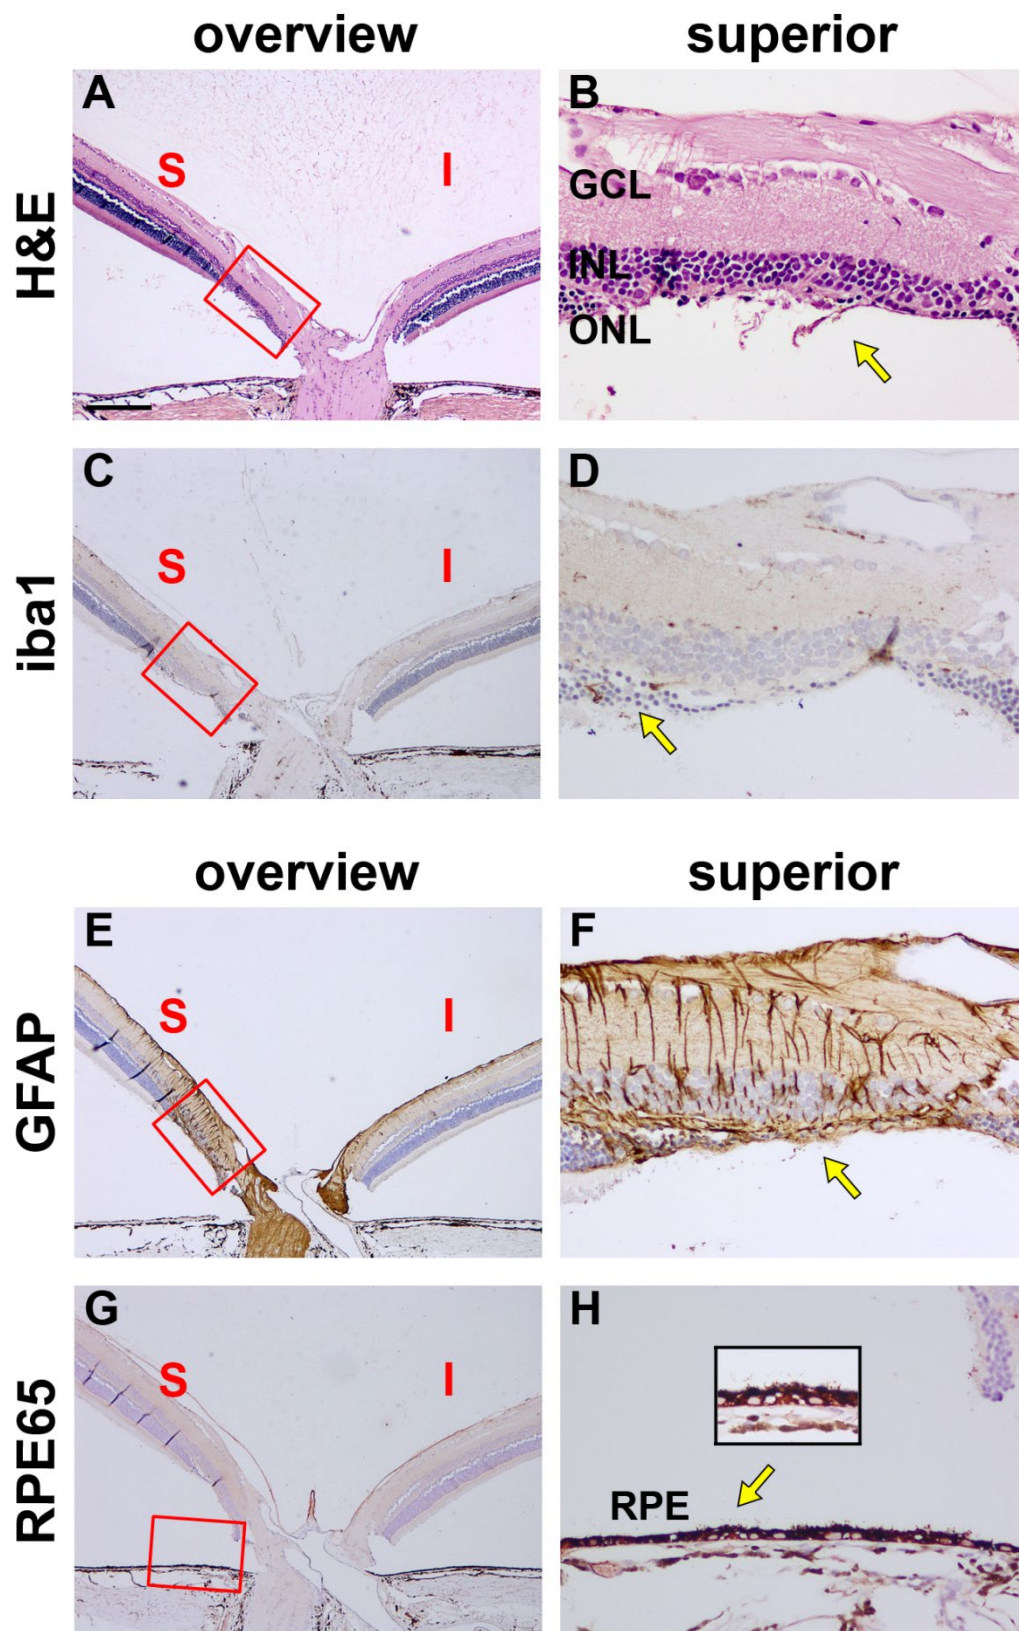 overview superior
H&E
A
S I
B
GCL
INL
ONL
iba1
C
S I
D
overview superior
GFAP
E
S I
F
RPE65
G
S I
H
RPE